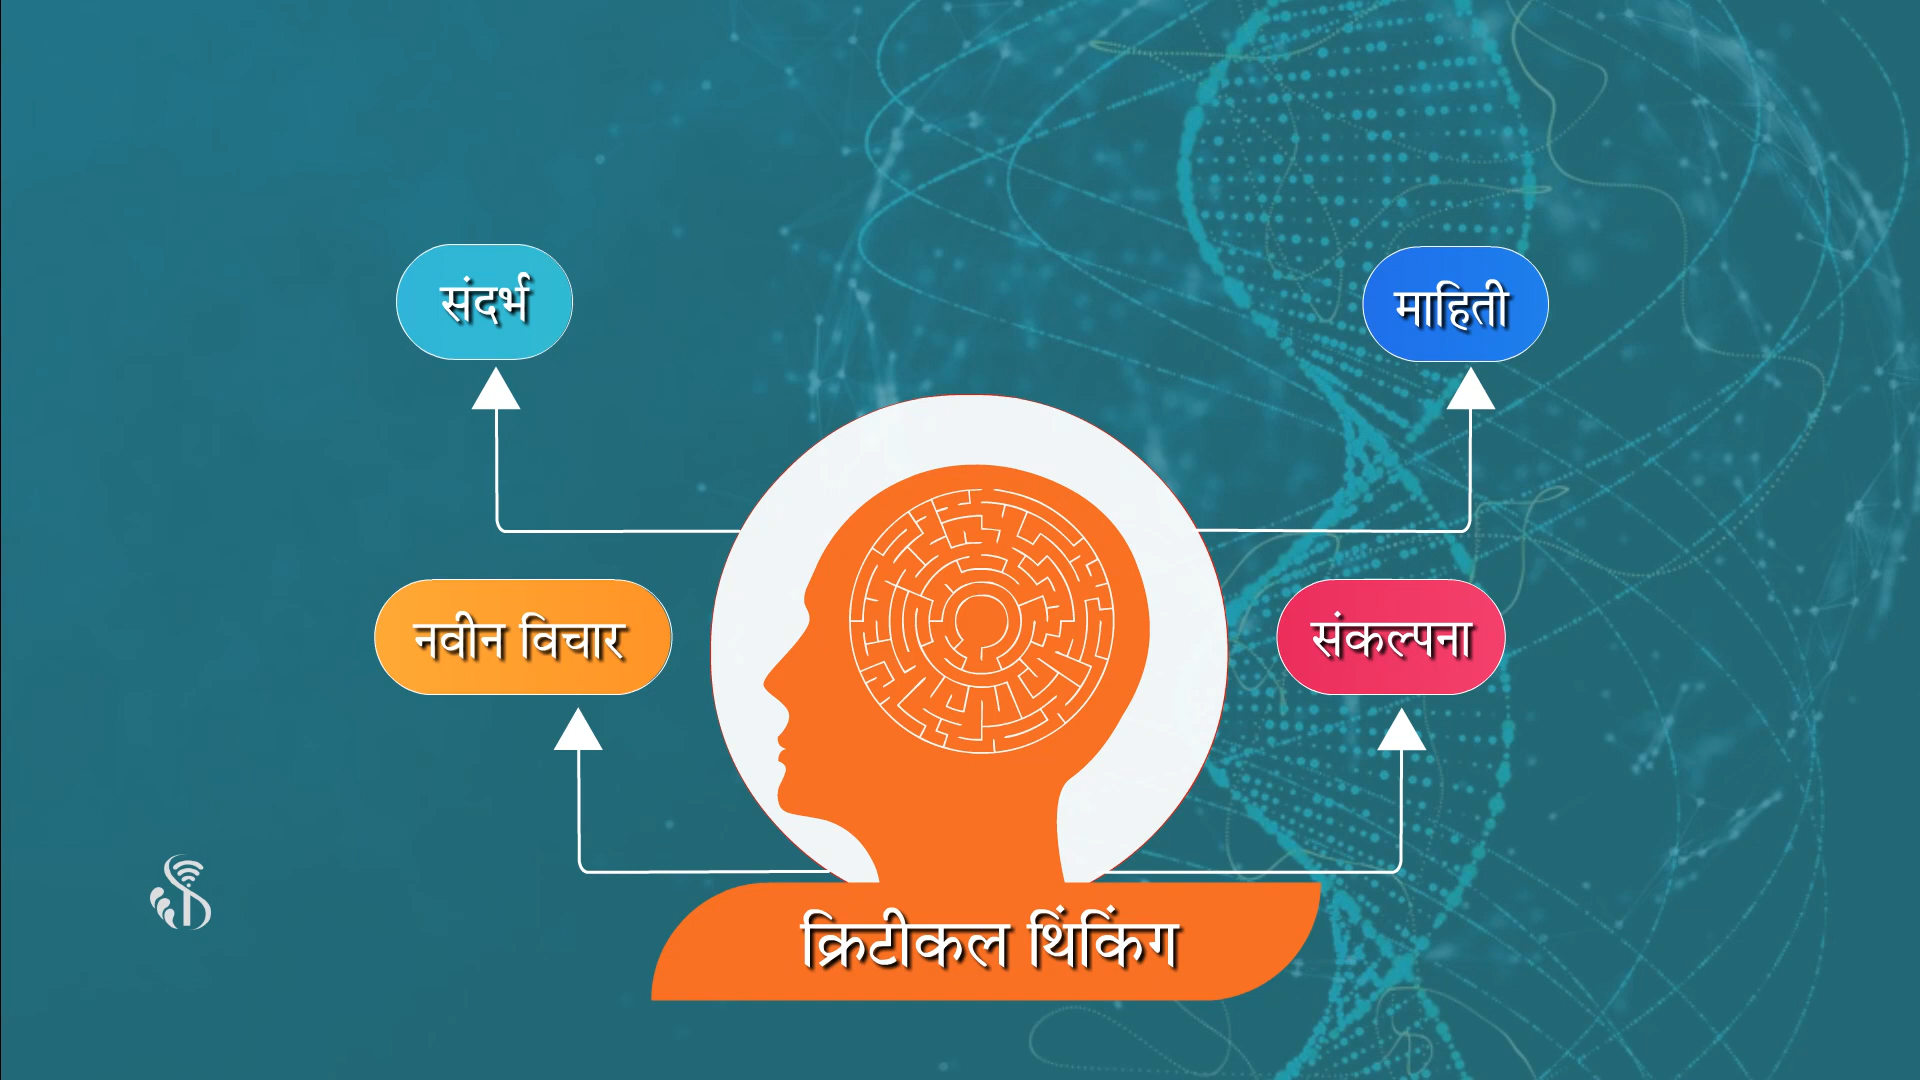 संदर्भ
माहिती
नवीन विचार
संकल्पना
क्रिटीकल थिंकिंग